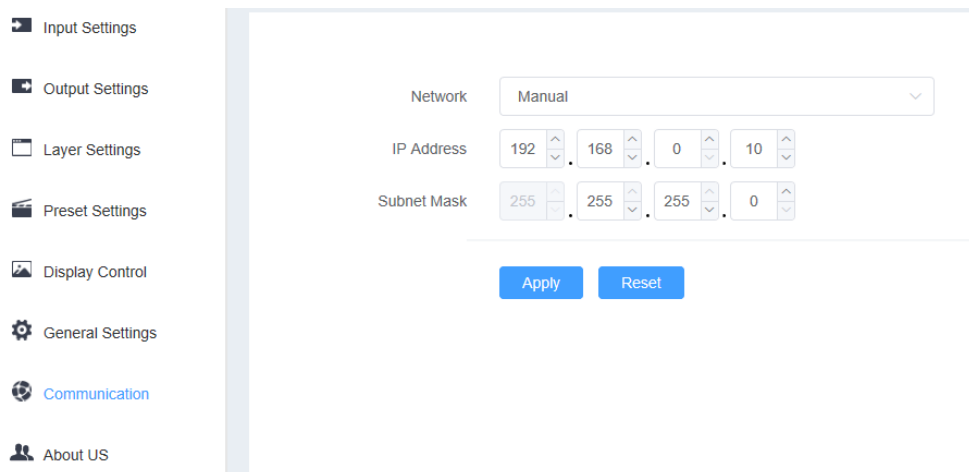 Input Settings
Output Settings
Layer Settings
Preset Settings
Display Control
General Settings
Communication
About US
Network Manual
IP Address 192 . 168 . 0 . 10
Subnet Mask 255 . 255 . 255 . 0
Apply Reset